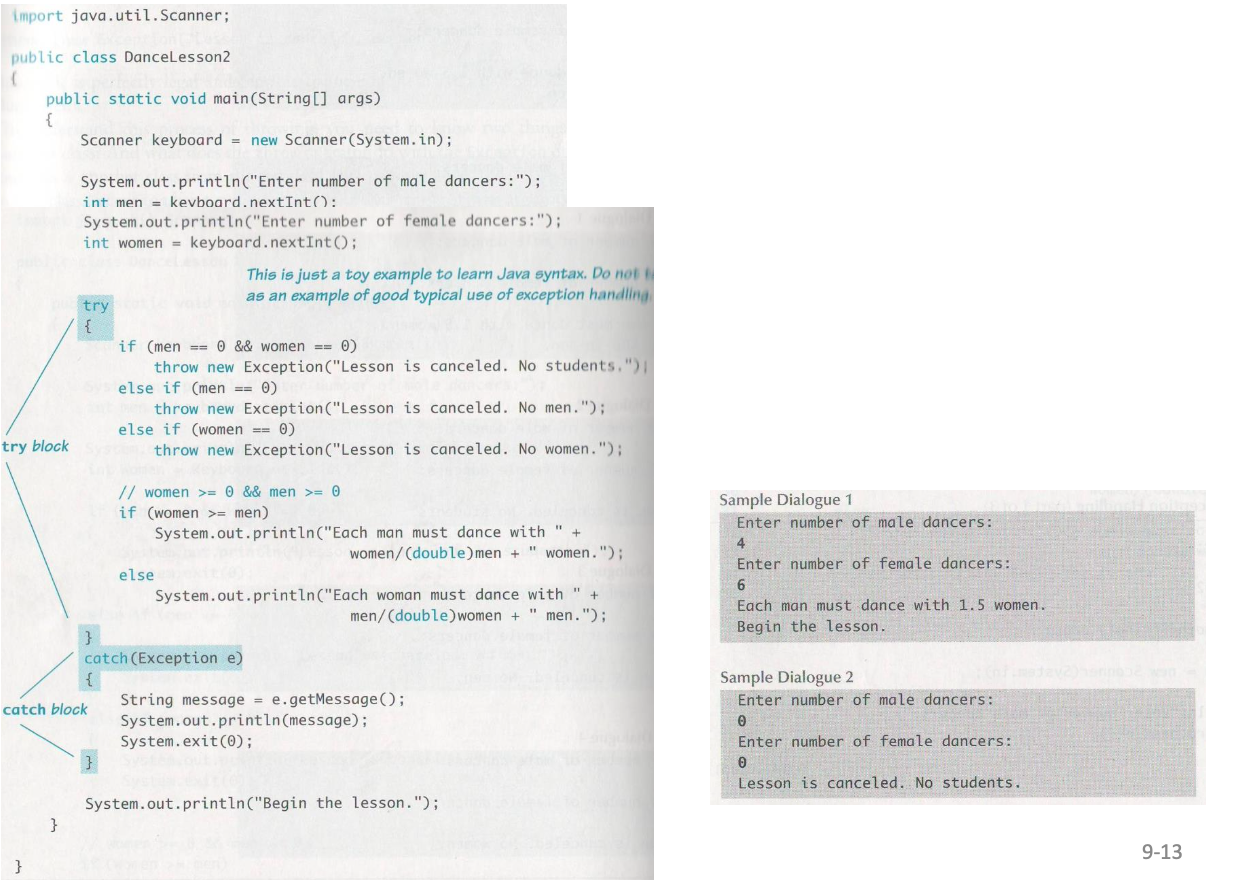 import java.util.Scanner;
public class DanceLesson2
{
public static void main(String[] args)
{
Scanner keyboard = new Scanner(System.in);
System.out.println("Enter number of male dancers:");
int men = keyboard.nextInt();
System.out.println("Enter number of female dancers:");
int women = keyboard.nextInt();
This is just a toy example to learn Java syntax. Do not
as an example of good typical use of exception handling.
try
{
if (men == 0 && women == 0)
throw new Exception("Lesson is canceled. No students.");
else if (men == 0)
throw new Exception("Lesson is canceled. No men.");
else if (women == 0)
throw new Exception("Lesson is canceled. No women.");
try block
// women >= 0 && men >= 0
if (women >= men)
System.out.println("Each man must dance with " +
women/(double)men + " women.");
else
System.out.println("Each woman must dance with " +
men/(double)women + " men.");
}
catch(Exception e)
{
String message = e.getMessage();
catch block
System.out.println(message);
System.exit(0);
}
System.out.println("Begin the lesson.");
}
}
Sample Dialogue 1
Enter number of male dancers:
4
Enter number of female dancers:
6
Each man must dance with 1.5 women.
Begin the lesson.
Sample Dialogue 2
Enter number of male dancers:
0
Enter number of female dancers:
0
Lesson is canceled. No students.
9-13